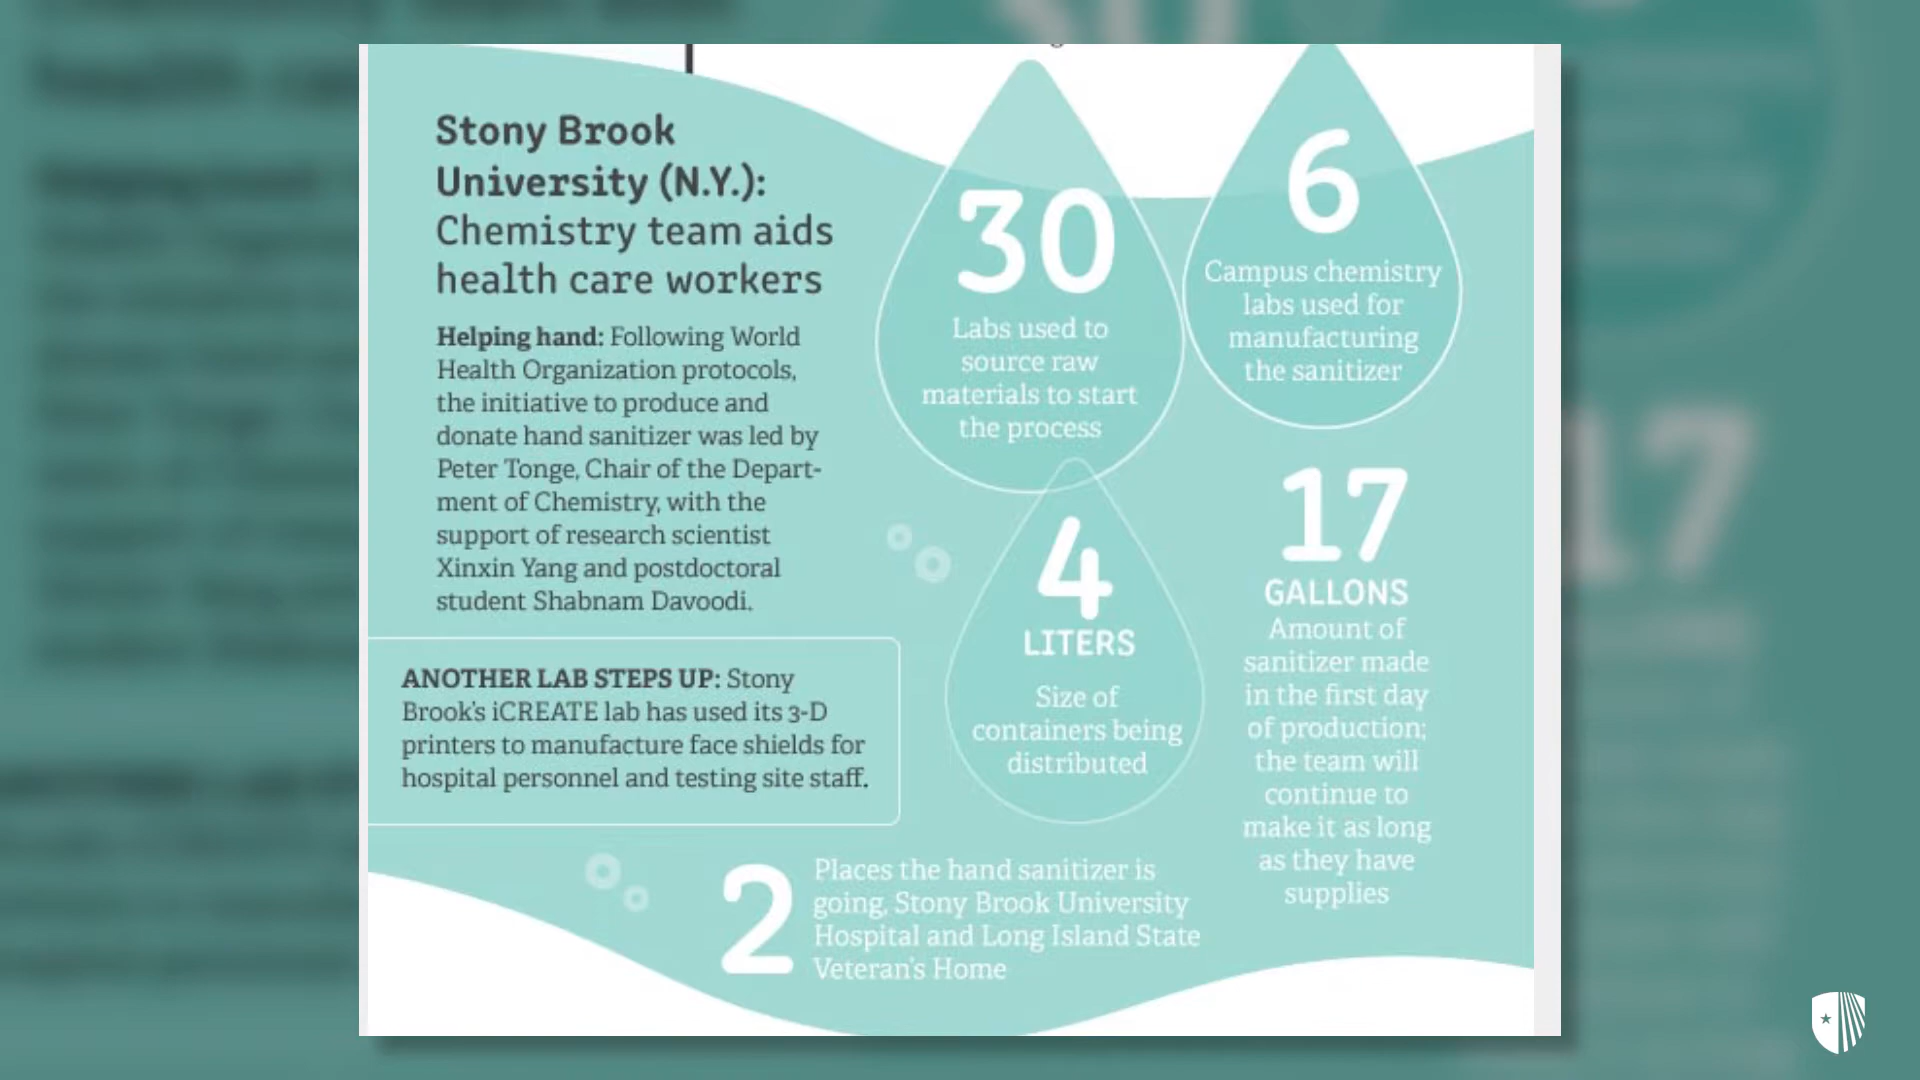 Stony Brook
University (N.Y.):
Chemistry team aids
health care workers
Helping hand: Following World
Health Organization protocols,
the initiative to produce and
donate hand sanitizer was led by
Peter Tonge, Chair of the Depart-
ment of Chemistry, with the
support of research scientist
Xinxin Yang and postdoctoral
student Shabnam Davoodi.
ANOTHER LAB STEPS UP: Stony
Brook's iCREATE lab has used its 3-D
printers to manufacture face shields for
hospital personnel and testing site staff.
30
Labs used to
source raw
materials to start
the process
6
Campus chemistry
labs used for
manufacturing
the sanitizer
4
LITERS
Size of
containers being
distributed
17
GALLONS
Amount of
sanitizer made
in the first day
of production;
the team will
continue to
make it as long
as they have
supplies
2
Places the hand sanitizer is
going, Stony Brook University
Hospital and Long Island State
Veteran's Home
17